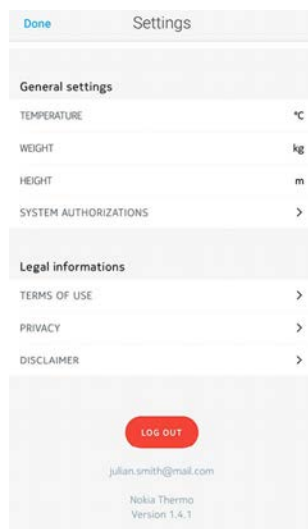 Done Settings
General settings
TEMPERATURE °C
WEIGHT kg
HEIGHT m
SYSTEM AUTHORIZATIONS >
Legal informations
TERMS OF USE >
PRIVACY >
DISCLAIMER >
LOG OUT
julian.smith@mail.com
Nokia Thermo
Version 1.4.1